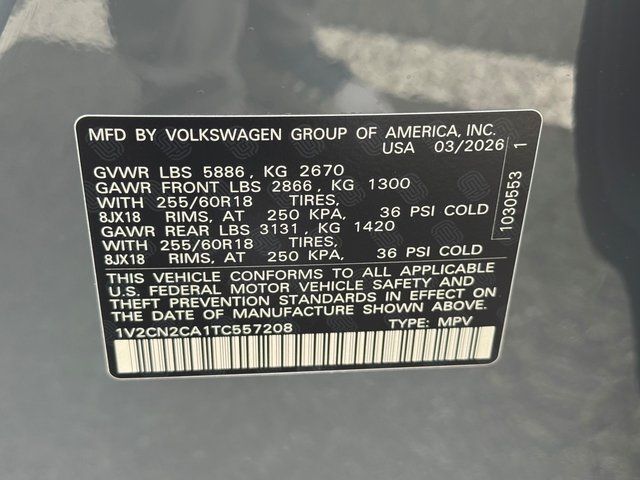 MFD BY VOLKSWAGEN GROUP OF AMERICA, INC.
USA 03/2026
GVWR LBS 5886, KG 2670
GAWR FRONT LBS 2866, KG 1300
WITH 255/60R18 TIRES,
8JX18 RIMS, AT 250 KPA, 36 PSI COLD
GAWR REAR LBS 3131, KG 1420
WITH 255/60R18 TIRES,
8JX18 RIMS, AT 250 KPA, 36 PSI COLD
THIS VEHICLE CONFORMS TO ALL APPLICABLE
U.S. FEDERAL MOTOR VEHICLE SAFETY AND
THEFT PREVENTION STANDARDS IN EFFECT ON
THE DATE OF MANUFACTURE SHOWN ABOVE.
1V2CN2CA1TC557208 TYPE: MPV
1030553 1